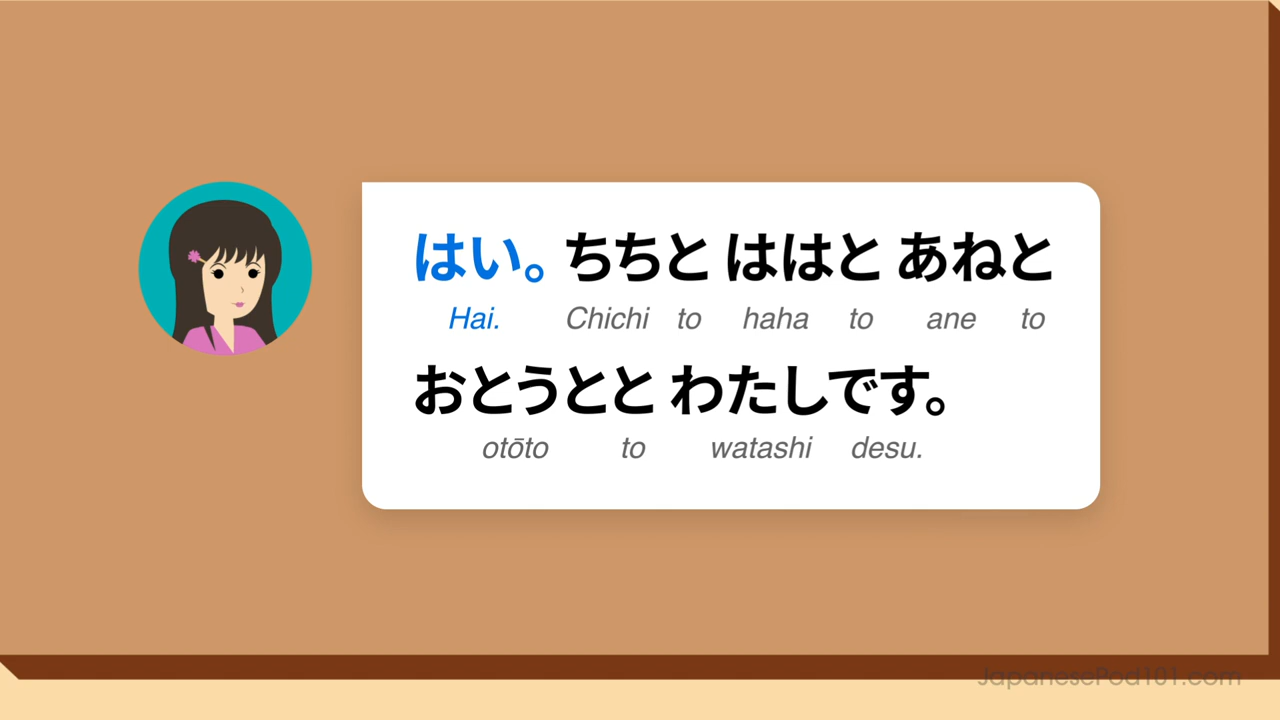 はい。ちちと ははと あねと
Hai. Chichi to haha to ane to
おとうとと わたしです。
otōto to watashi desu.
JapanesePod101.com